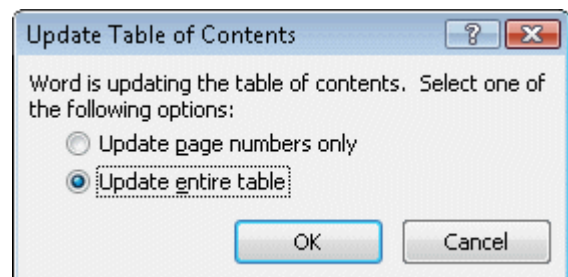 Update Table of Contents
Word is updating the table of contents. Select one of
the following options:
Update page numbers only
Update entire table
OK Cancel